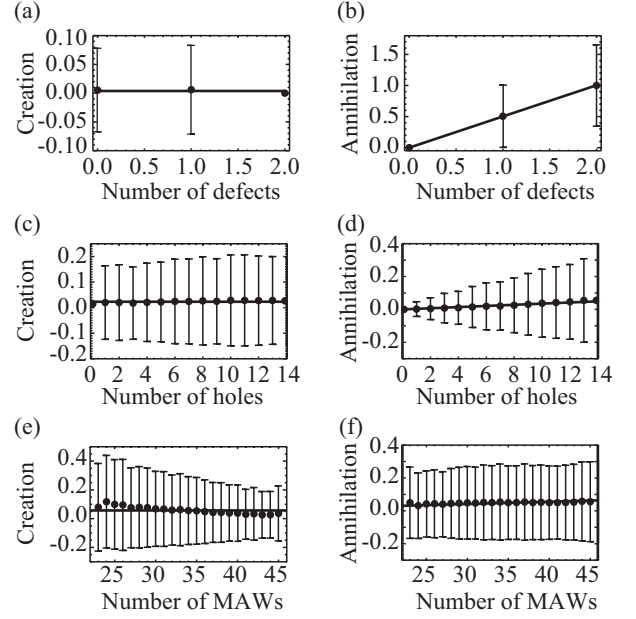 (a)
Creation
0.10
0.05
0.00
-0.05
-0.10
0.0 0.5 1.0 1.5 2.0
Number of defects
(b)
Annihilation
1.5
1.0
0.5
0.0
0.0 0.5 1.0 1.5 2.0
Number of defects
(c)
Creation
0.2
0.1
0.0
-0.1
-0.2
0 2 4 6 8 10 12 14
Number of holes
(d)
Annihilation
0.4
0.2
0.0
-0.2
0 2 4 6 8 10 12 14
Number of holes
(e)
Creation
0.4
0.2
0.0
-0.2
25 30 35 40 45
Number of MAWs
(f)
Annihilation
0.4
0.2
0.0
-0.2
25 30 35 40 45
Number of MAWs